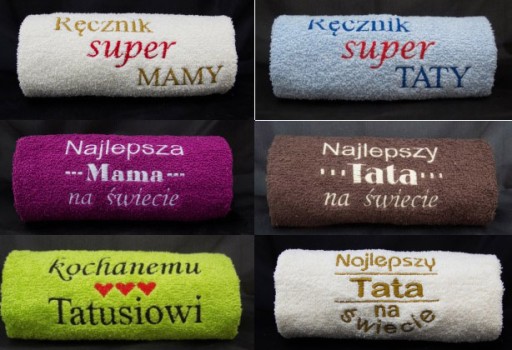 Ręcznik
super
MAMY
Ręcznik
super
TATY
Najlepsza
---Mama---
na świecie
Najlepszy
---Tata---
na świecie
Kochanemu
Tatusiowi
Najlepszy
Tata
na
świecie